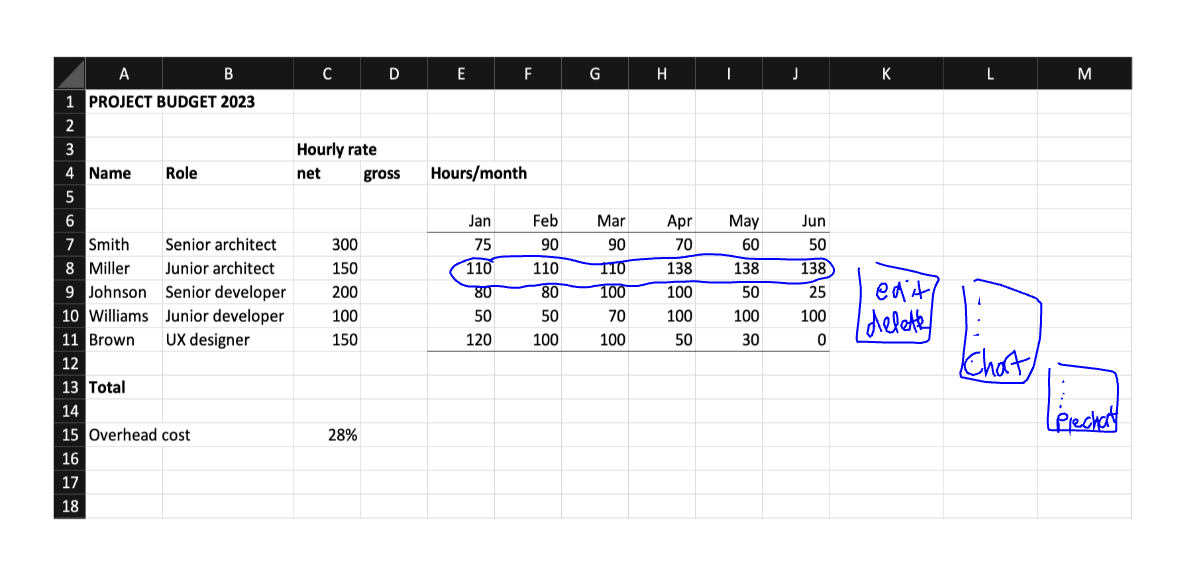 A B C D E F G H I J K L M
1 PROJECT BUDGET 2023
2
3 Hourly rate
4 Name Role net gross Hours/month
5
6 Jan Feb Mar Apr May Jun
7 Smith Senior architect 300 75 90 90 70 60 50
8 Miller Junior architect 150 110 110 110 138 138 138
9 Johnson Senior developer 200 80 80 100 100 50 25
10 Williams Junior developer 100 50 50 70 100 100 100
11 Brown UX designer 150 120 100 100 50 30 0
12
13 Total
14
15 Overhead cost 28%
16
17
18
edit
delete
Chart
Piechart